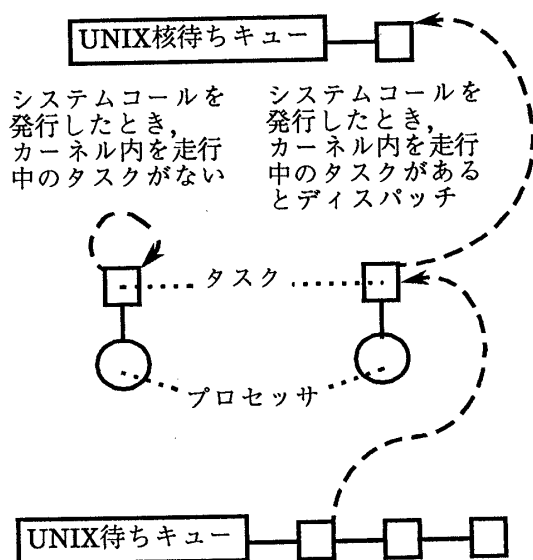 UNIX核待ちキュー
システムコールを
発行したとき，
カーネル内を走行
中のタスクがない
システムコールを
発行したとき，
カーネル内を走行
中のタスクがある
とディスパッチ
タスク
プロセッサ
UNIX待ちキュー